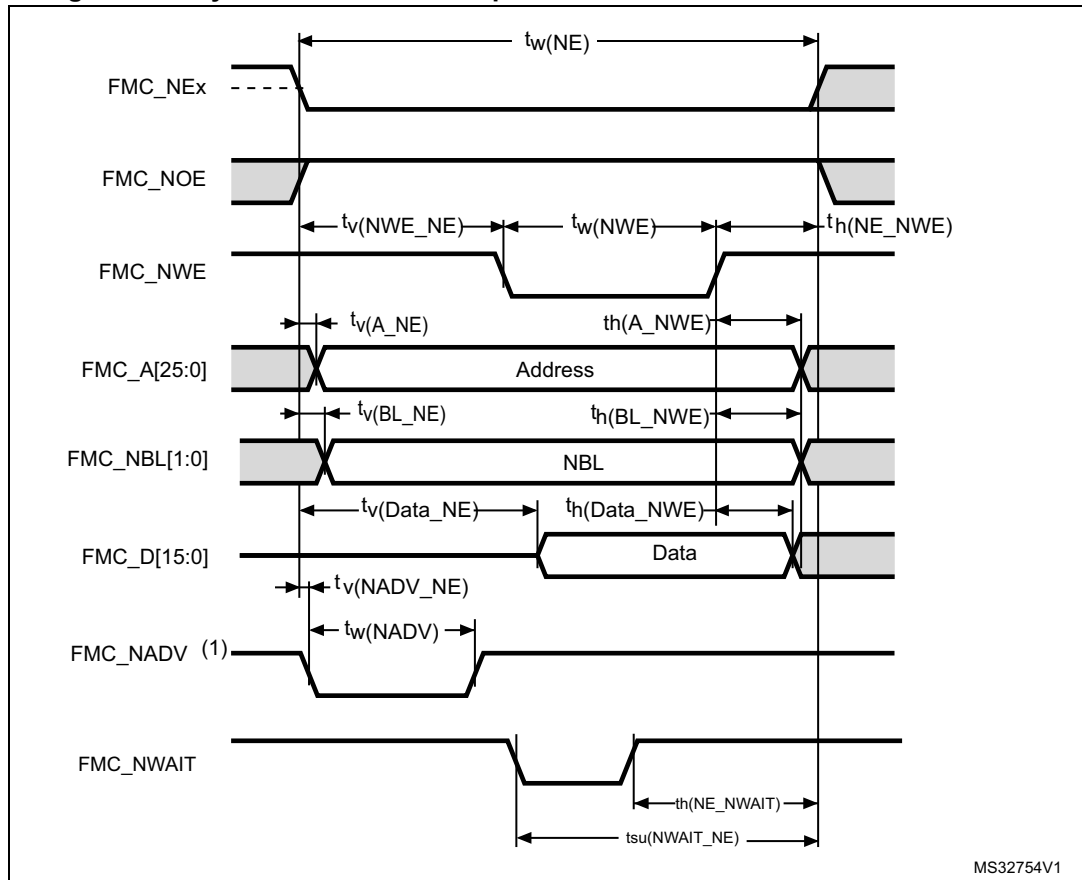 tw(NE)
FMC_NEx
FMC_NOE
tv(NWE_NE) tw(NWE) th(NE_NWE)
FMC_NWE
tv(A_NE) th(A_NWE)
FMC_A[25:0] Address
tv(BL_NE) th(BL_NWE)
FMC_NBL[1:0] NBL
tv(Data_NE) th(Data_NWE)
FMC_D[15:0] Data
tv(NADV_NE)
tw(NADV)
FMC_NADV (1)
FMC_NWAIT
th(NE_NWAIT)
tsu(NWAIT_NE)
MS32754V1